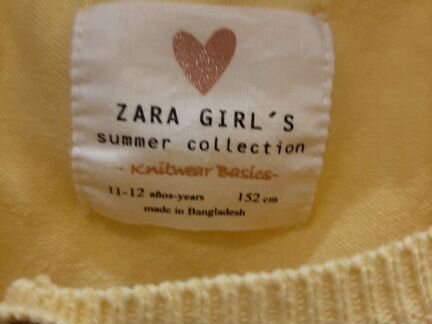 ZARA GIRL´S
summer collection
- Knitwear Basics-
11-12 años-years 152 cm
made in Bangladesh